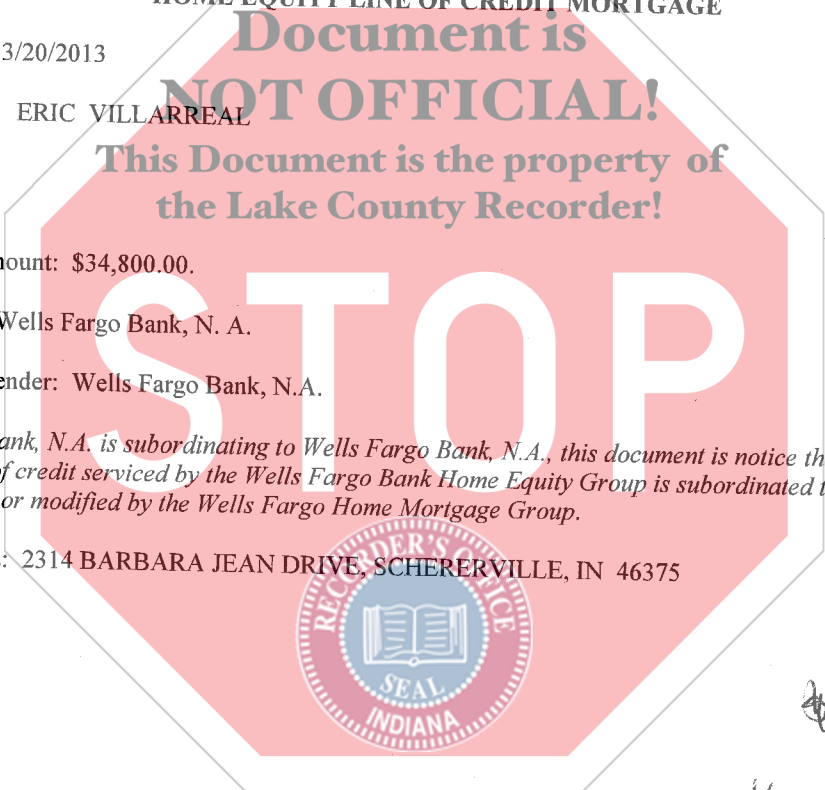 HOME EQUITY LINE OF CREDIT MORTGAGE
Document is
3/20/2013
NOT OFFICIAL!
ERIC VILLARREAL
This Document is the property of
the Lake County Recorder!
ount: $34,800.00.
Wells Fargo Bank, N. A.
ender: Wells Fargo Bank, N.A.
STOP
ank, N.A. is subordinating to Wells Fargo Bank, N.A., this document is notice th
f credit serviced by the Wells Fargo Bank Home Equity Group is subordinated t
or modified by the Wells Fargo Home Mortgage Group.
: 2314 BARBARA JEAN DRIVE, SCHERERVILLE, IN 46375
RECORDER'S OFFICE
SEAL
INDIANA